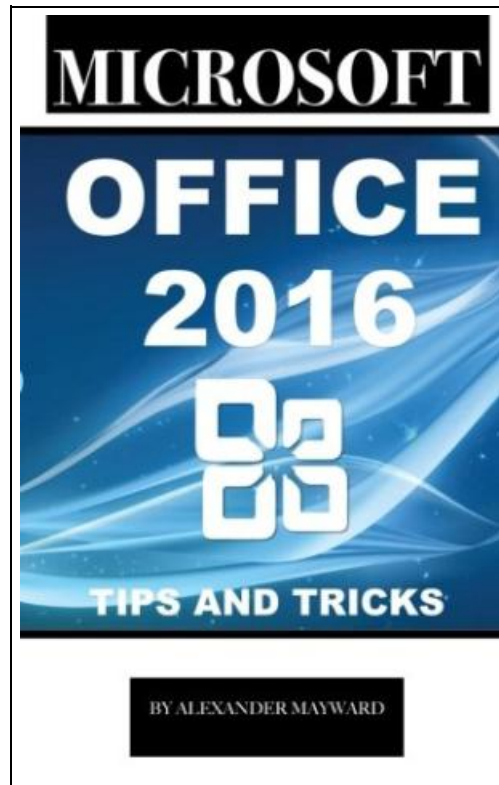 MICROSOFT
OFFICE
2016
TIPS AND TRICKS
BY ALEXANDER MAYWARD